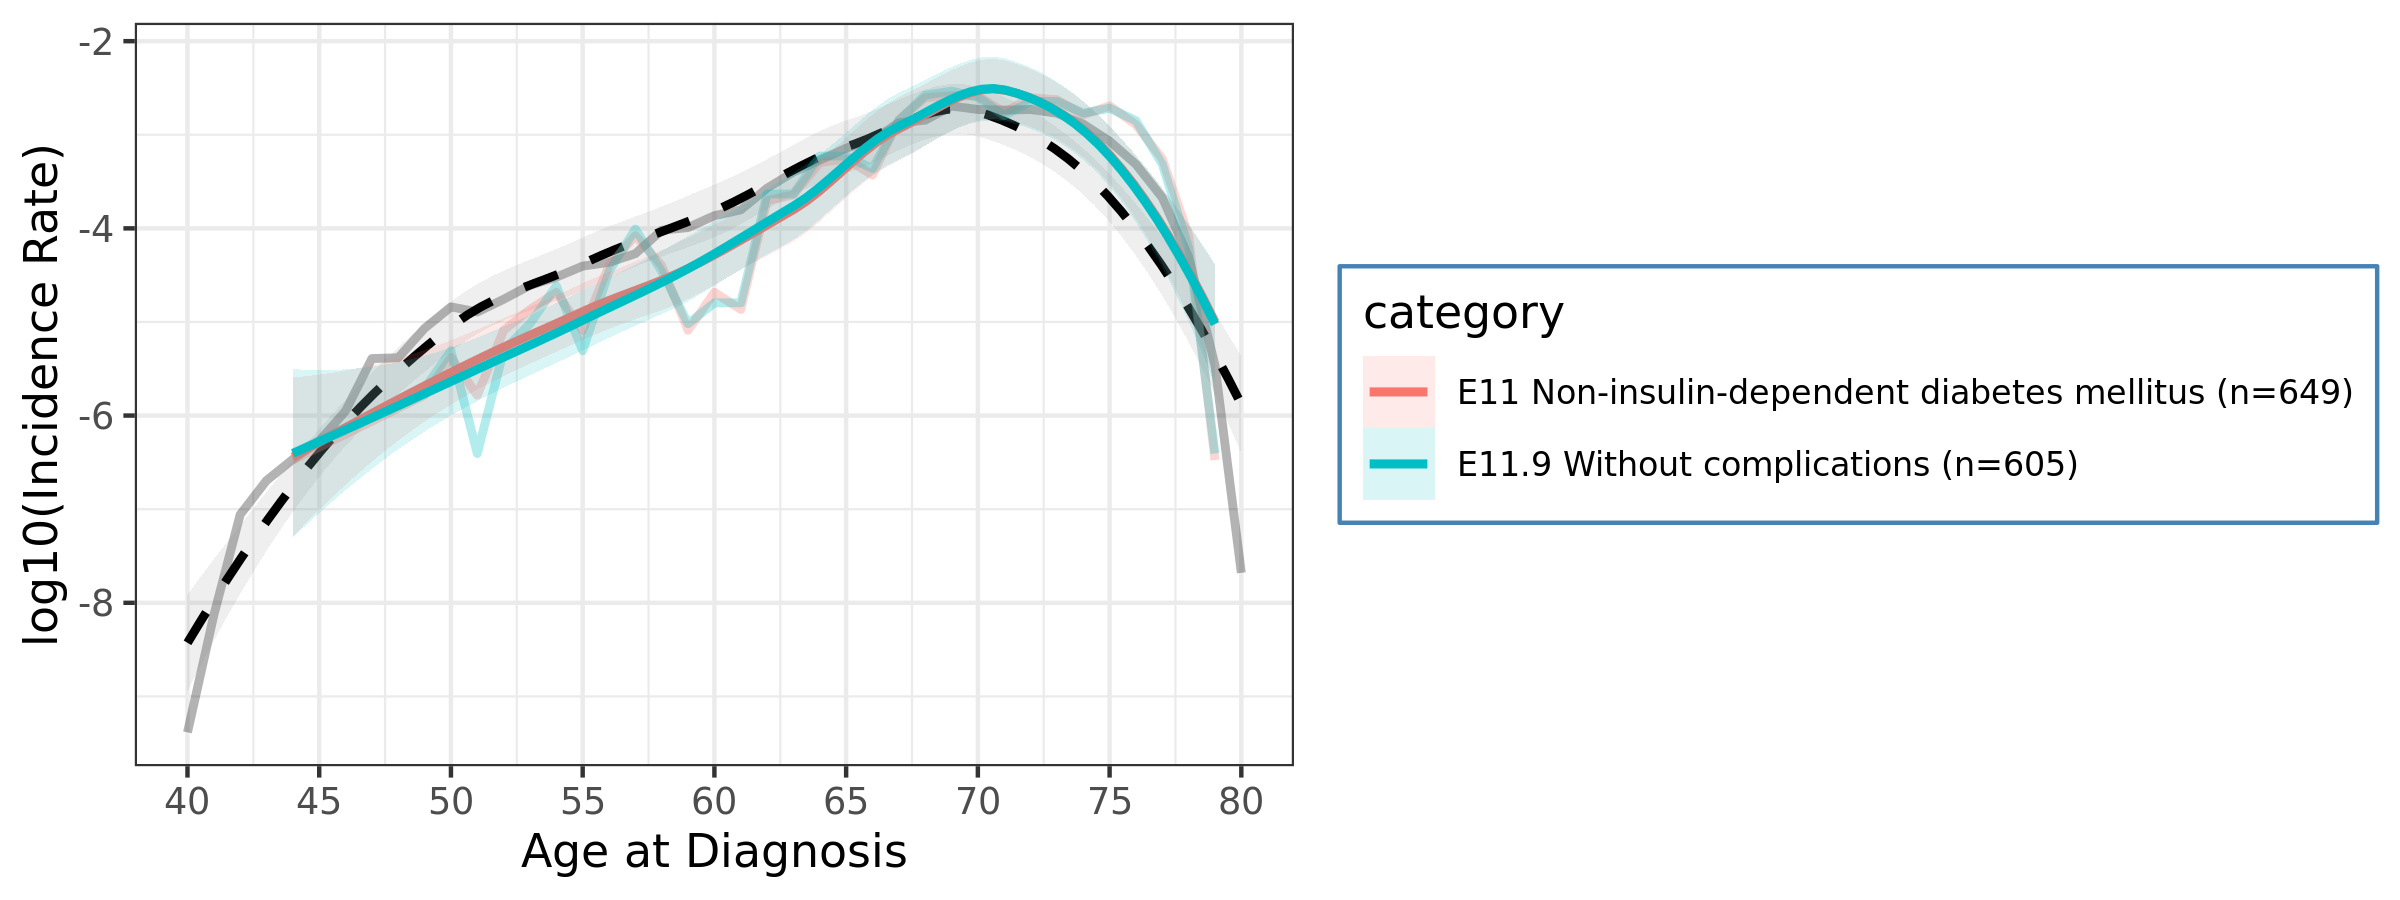 log10(Incidence Rate)
-2
-4
-6
-8
40 45 50 55 60 65 70 75 80
Age at Diagnosis
category
E11 Non-insulin-dependent diabetes mellitus (n=649)
E11.9 Without complications (n=605)